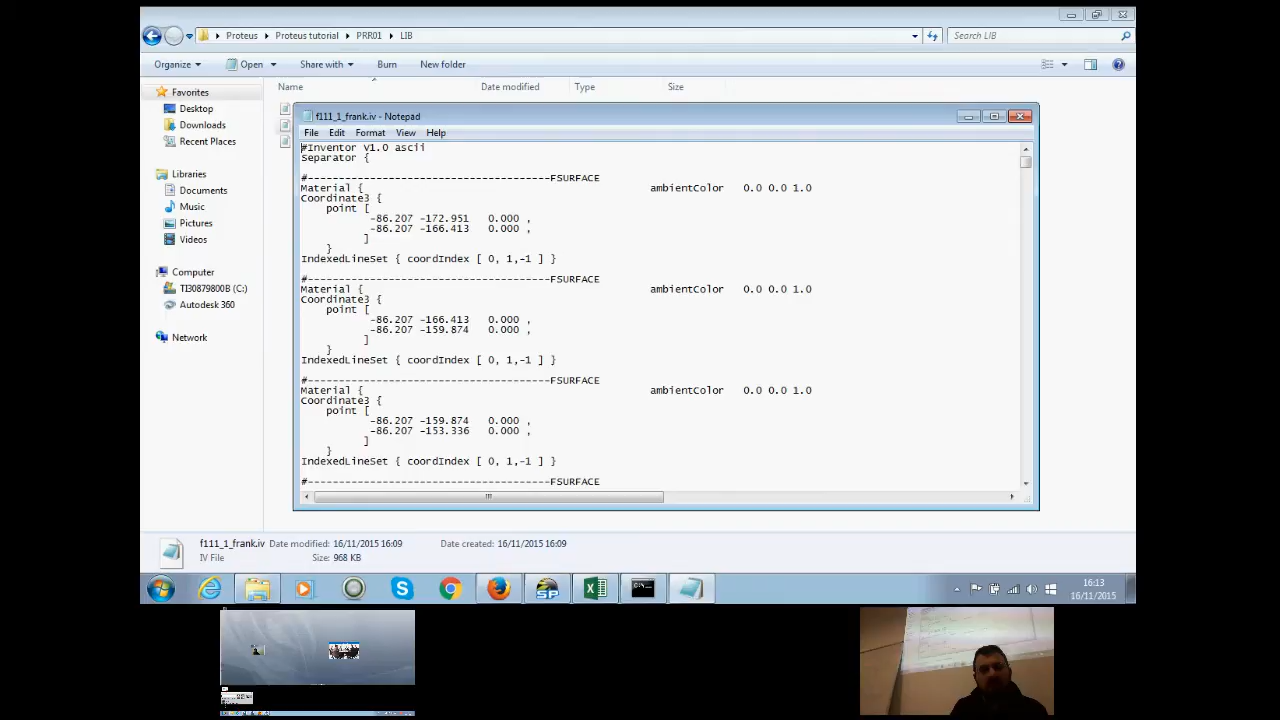 Proteus Proteus tutorial PRR01 LIB Search LIB
Organize Open Share with Burn New folder
Favorites
Desktop
Downloads
Recent Places
Libraries
Documents
Music
Pictures
Videos
Computer
TI30879800B (C:)
Autodesk 360
Network
Name Date modified Type Size
f111_1_frank.iv - Notepad
File Edit Format View Help
#Inventor V1.0 ascii
Separator {
#----------------------------------------FSURFACE
Material { ambientColor 0.0 0.0 1.0
Coordinate3 {
point [
-86.207 -172.951 0.000 ,
-86.207 -166.413 0.000 ,
]
}
IndexedLineSet { coordIndex [ 0, 1,-1 ] }
#----------------------------------------FSURFACE
Material { ambientColor 0.0 0.0 1.0
Coordinate3 {
point [
-86.207 -166.413 0.000 ,
-86.207 -159.874 0.000 ,
]
}
IndexedLineSet { coordIndex [ 0, 1,-1 ] }
#----------------------------------------FSURFACE
Material { ambientColor 0.0 0.0 1.0
Coordinate3 {
point [
-86.207 -159.874 0.000 ,
-86.207 -153.336 0.000 ,
]
}
IndexedLineSet { coordIndex [ 0, 1,-1 ] }
#----------------------------------------FSURFACE
f111_1_frank.iv Date modified: 16/11/2015 16:09 Date created: 16/11/2015 16:09
IV File Size: 968 KB
SP
16:13
16/11/2015